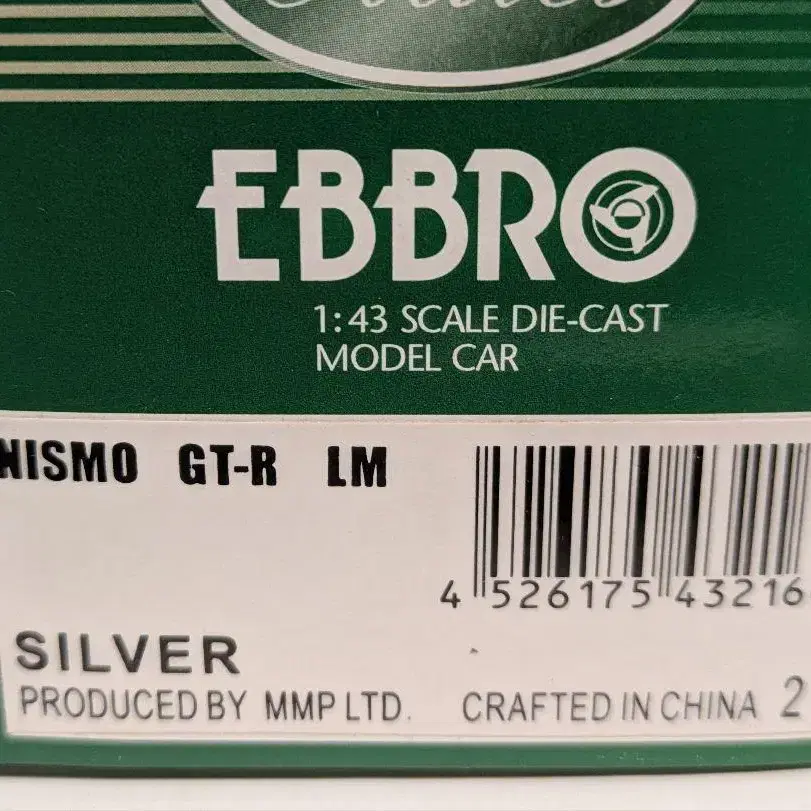 EBBRO
1:43 SCALE DIE-CAST
MODEL CAR
NISMO GT-R LM
4 526175 43216
SILVER
PRODUCED BY MMP LTD. CRAFTED IN CHINA 2